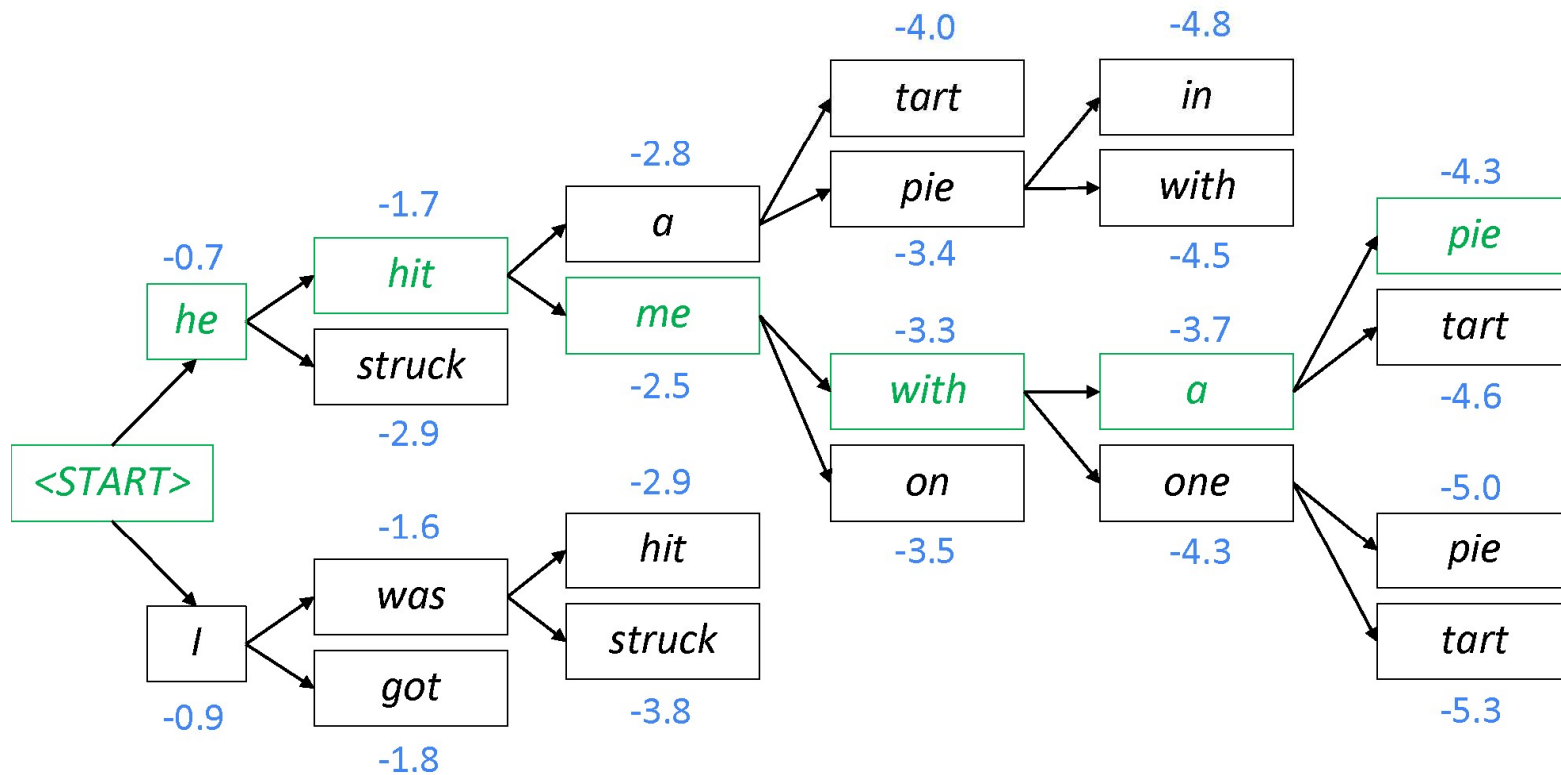 -4.0
-4.8
tart
in
-2.8
pie
with
-4.3
-1.7
a
-3.4
-4.5
pie
-0.7
hit
he
me
-3.3
-3.7
tart
struck
-2.5
with
a
-4.6
-2.9
<START>
-2.9
on
one
-5.0
-1.6
hit
-3.5
-4.3
pie
was
I
struck
tart
got
-0.9
-3.8
-5.3
-1.8